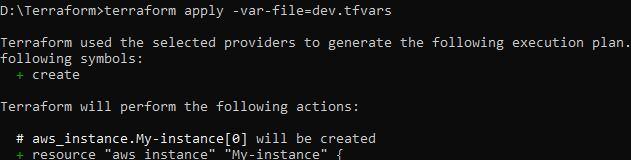 D:\Terraform>terraform apply -var-file=dev.tfvars
Terraform used the selected providers to generate the following execution plan.
following symbols:
+ create
Terraform will perform the following actions:
# aws_instance.My-instance[0] will be created
+ resource "aws_instance" "My-instance" {